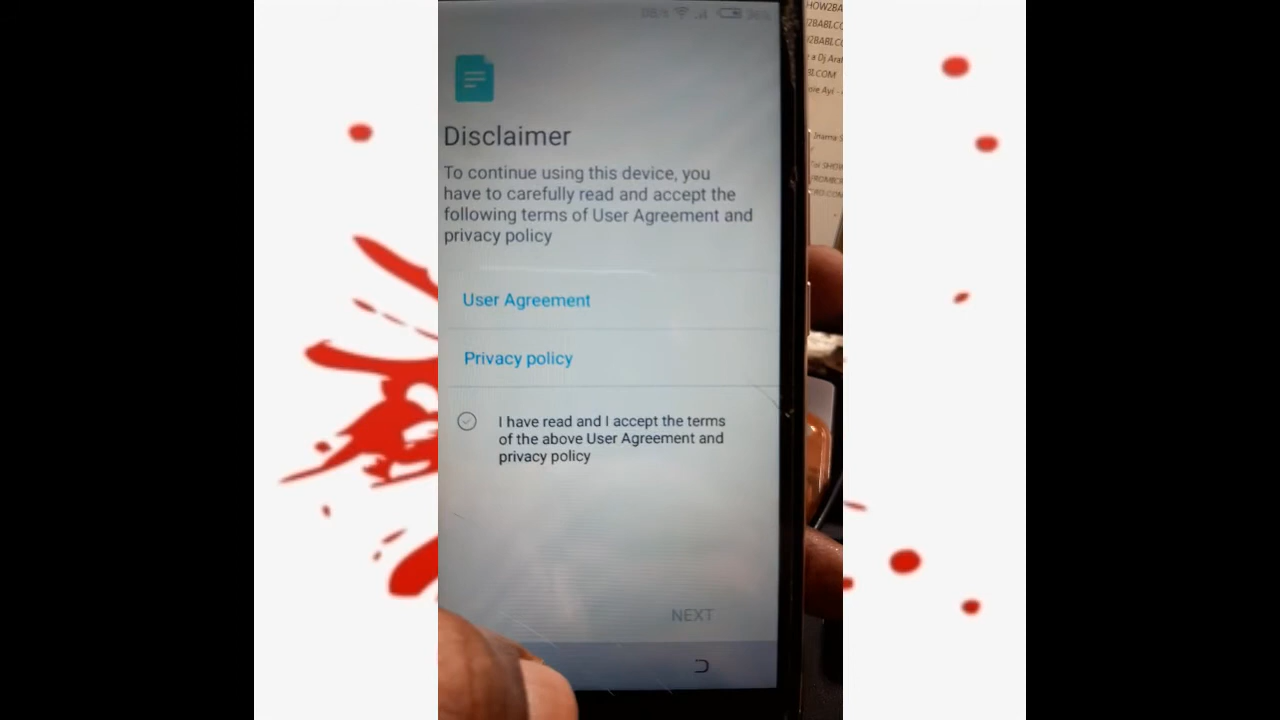 Disclaimer
To continue using this device, you
have to carefully read and accept the
following terms of User Agreement and
privacy policy
User Agreement
Privacy policy
I have read and I accept the terms
of the above User Agreement and
privacy policy
NEXT